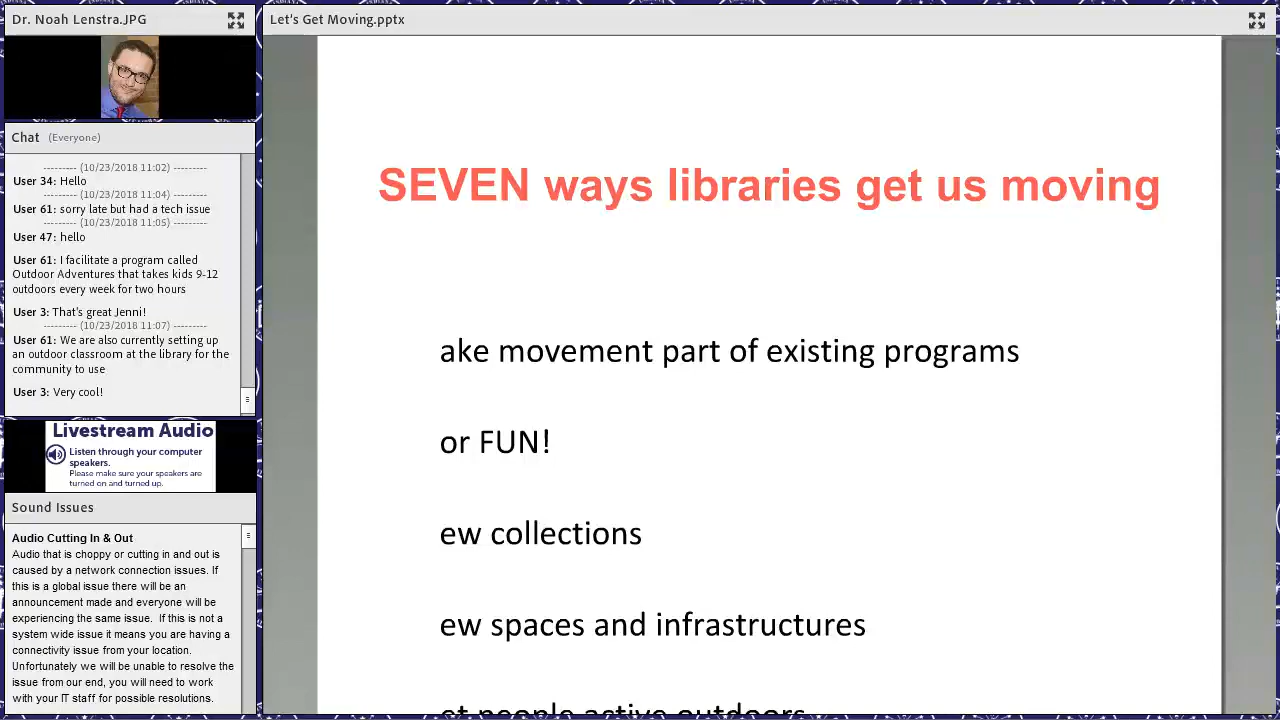 Dr. Noah Lenstra.JPG
Chat (Everyone)
--------- (10/23/2018 11:02) ---------
User 34: Hello
--------- (10/23/2018 11:04) ---------
User 61: sorry late but had a tech issue
--------- (10/23/2018 11:05) ---------
User 47: hello
User 61: I facilitate a program called
Outdoor Adventures that takes kids 9-12
outdoors every week for two hours
User 3: That's great Jenni!
--------- (10/23/2018 11:07) ---------
User 61: We are also currently setting up
an outdoor classroom at the library for the
community to use
User 3: Very cool!
Livestream Audio
Listen through your computer
speakers.
Please make sure your speakers are
turned on and turned up.
Sound Issues
Audio Cutting In & Out
Audio that is choppy or cutting in and out is
caused by a network connection issues. If
this is a global issue there will be an
announcement made and everyone will be
experiencing the same issue. If this is not a
system wide issue it means you are having a
connectivity issue from your location.
Unfortunately we will be unable to resolve the
issue from our end, you will need to work
with your IT staff for possible resolutions.
Let's Get Moving.pptx
SEVEN ways libraries get us moving
ake movement part of existing programs
or FUN!
ew collections
ew spaces and infrastructures
et people active outdoors